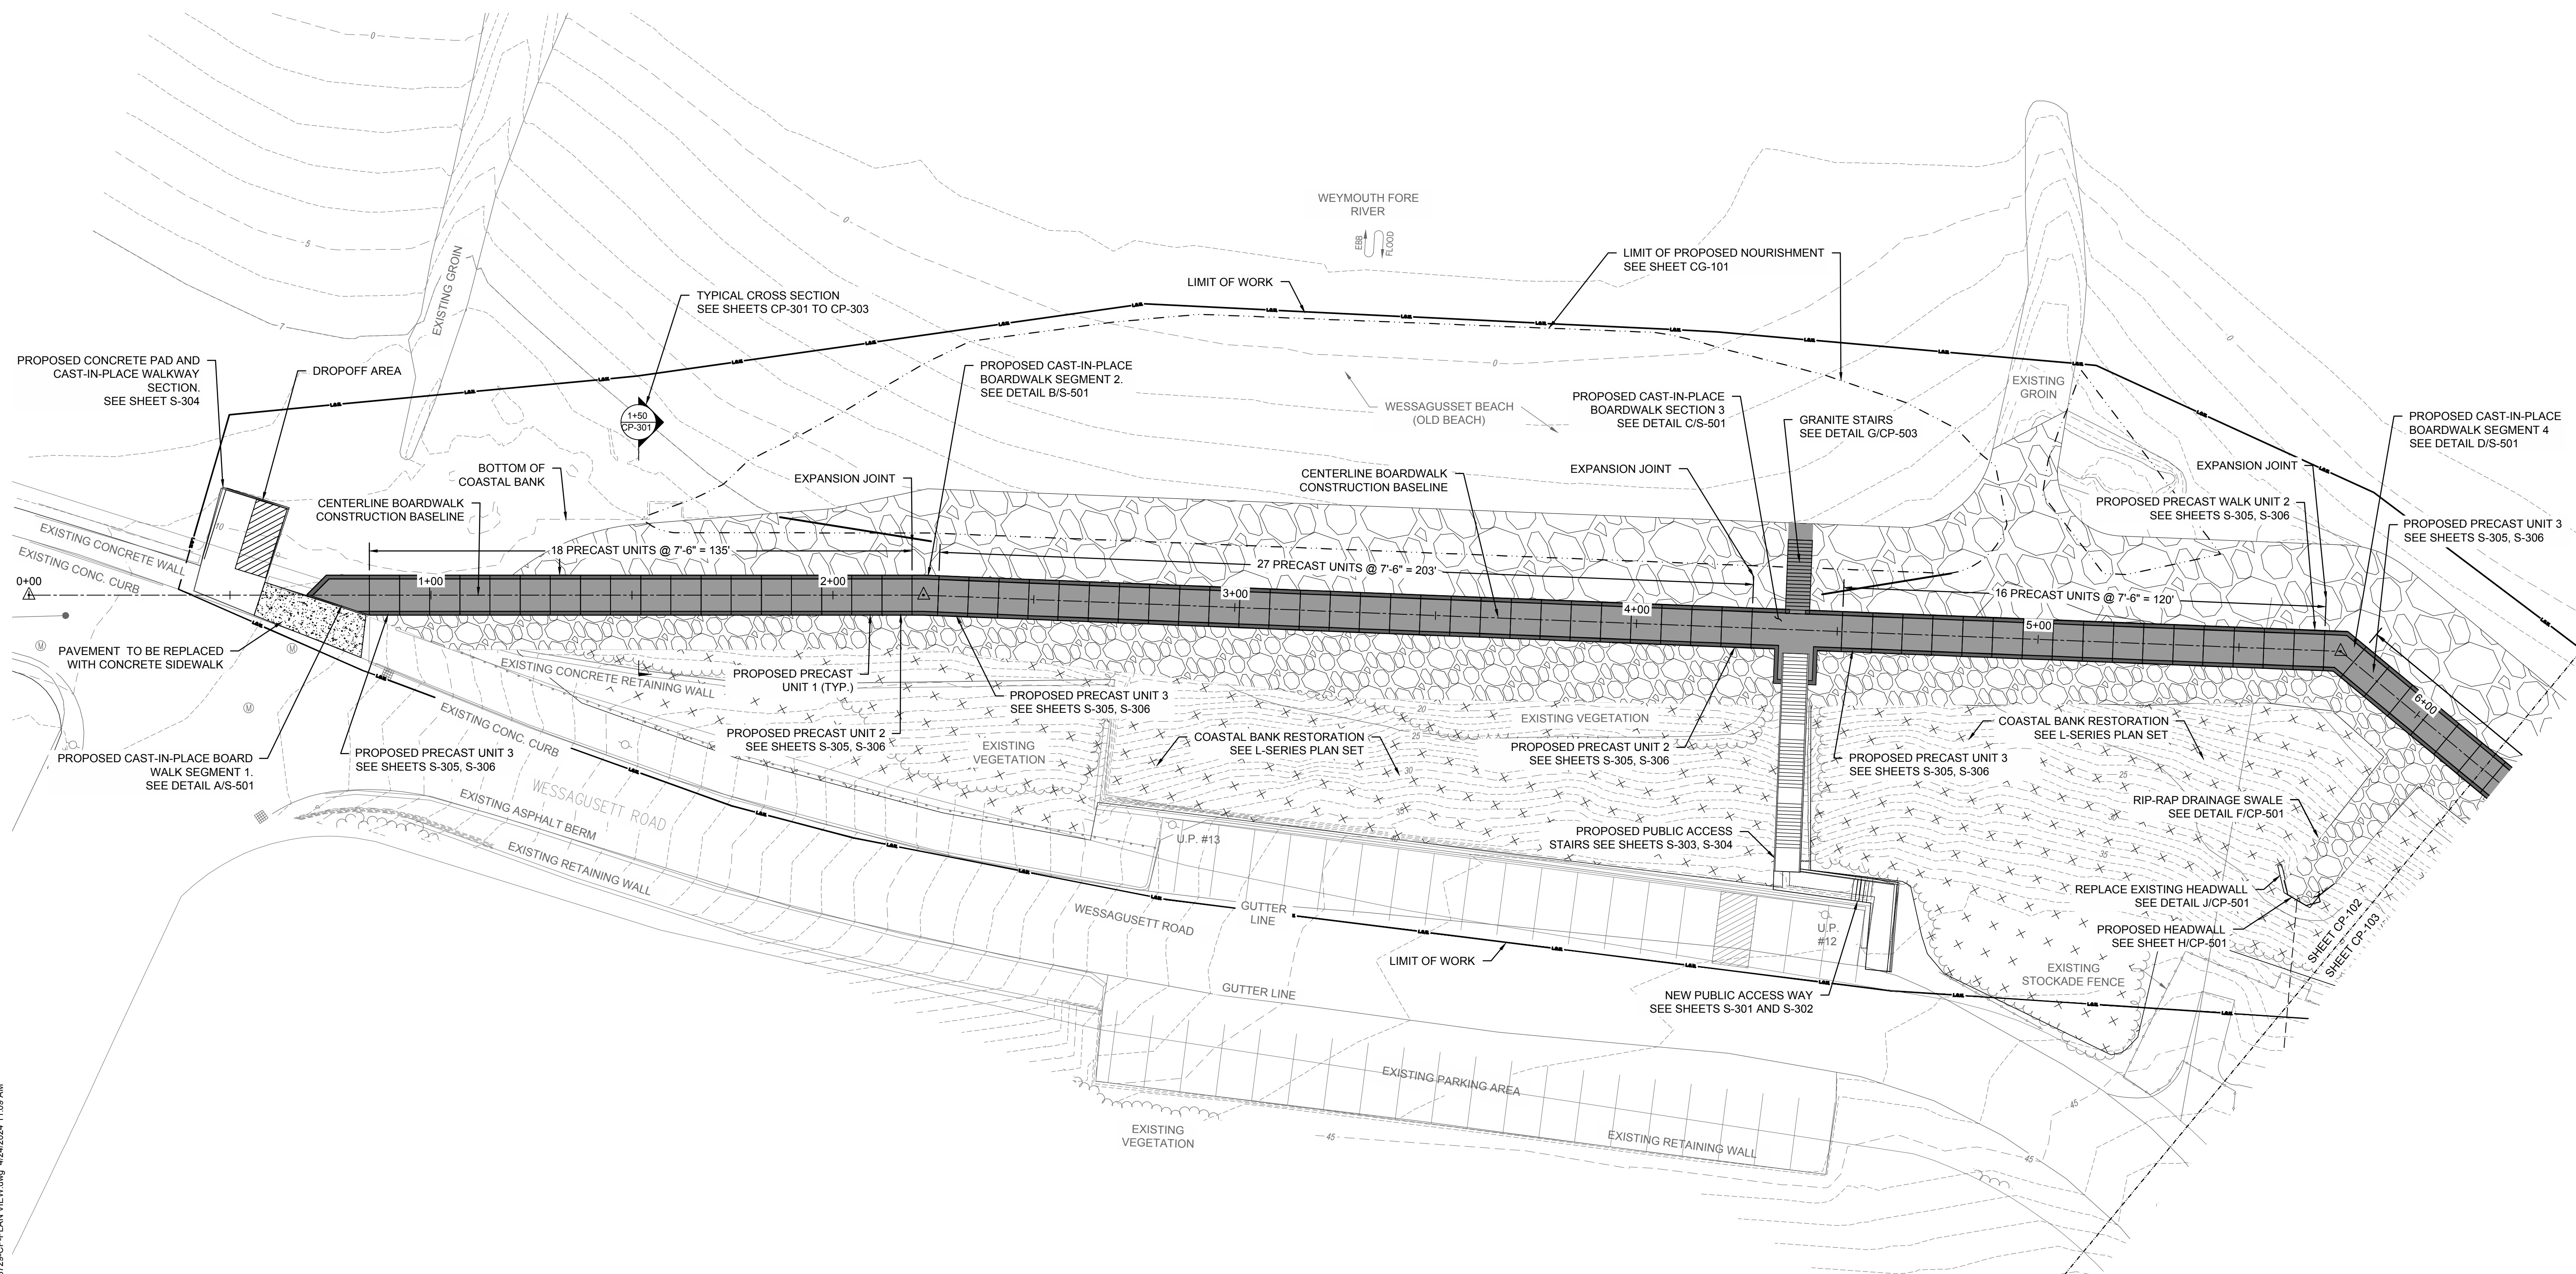 WEYMOUTH FORE
RIVER
EBB
FLOOD
0
0
0
0
5
7
EXISTING GROIN
LIMIT OF PROPOSED NOURISHMENT
SEE SHEET CG-101
LIMIT OF WORK
TYPICAL CROSS SECTION
SEE SHEETS CP-301 TO CP-303
1+50
CP-301
PROPOSED CONCRETE PAD AND
CAST-IN-PLACE WALKWAY
SECTION.
SEE SHEET S-304
DROPOFF AREA
PROPOSED CAST-IN-PLACE
BOARDWALK SEGMENT 2.
SEE DETAIL B/S-501
WESSAGUSSET BEACH
(OLD BEACH)
PROPOSED CAST-IN-PLACE
BOARDWALK SECTION 3
SEE DETAIL C/S-501
GRANITE STAIRS
SEE DETAIL G/CP-503
EXISTING
GROIN
PROPOSED CAST-IN-PLACE
BOARDWALK SEGMENT 4
SEE DETAIL D/S-501
BOTTOM OF
COASTAL BANK
EXPANSION JOINT
CENTERLINE BOARDWALK
CONSTRUCTION BASELINE
EXPANSION JOINT
EXPANSION JOINT
CENTERLINE BOARDWALK
CONSTRUCTION BASELINE
PROPOSED PRECAST WALK UNIT 2
SEE SHEETS S-305, S-306
PROPOSED PRECAST UNIT 3
SEE SHEETS S-305, S-306
10
EXISTING CONCRETE WALL
EXISTING CONC. CURB
18 PRECAST UNITS @ 7'-6" = 135'
27 PRECAST UNITS @ 7'-6" = 203'
16 PRECAST UNITS @ 7'-6" = 120'
0+00
1+00
2+00
3+00
4+00
5+00
6+00
PAVEMENT TO BE REPLACED
WITH CONCRETE SIDEWALK
EXISTING CONCRETE RETAINING WALL
PROPOSED PRECAST
UNIT 1 (TYP.)
PROPOSED PRECAST UNIT 3
SEE SHEETS S-305, S-306
20
25
30
35
40
EXISTING VEGETATION
EXISTING CONC. CURB
PROPOSED PRECAST UNIT 2
SEE SHEETS S-305, S-306
EXISTING
VEGETATION
COASTAL BANK RESTORATION
SEE L-SERIES PLAN SET
PROPOSED PRECAST UNIT 2
SEE SHEETS S-305, S-306
COASTAL BANK RESTORATION
SEE L-SERIES PLAN SET
PROPOSED CAST-IN-PLACE BOARD
WALK SEGMENT 1.
SEE DETAIL A/S-501
PROPOSED PRECAST UNIT 3
SEE SHEETS S-305, S-306
PROPOSED PRECAST UNIT 3
SEE SHEETS S-305, S-306
25
35
WESSAGUSETT ROAD
EXISTING ASPHALT BERM
EXISTING RETAINING WALL
RIP-RAP DRAINAGE SWALE
SEE DETAIL F/CP-501
U.P. #13
PROPOSED PUBLIC ACCESS
STAIRS SEE SHEETS S-303, S-304
REPLACE EXISTING HEADWALL
SEE DETAIL J/CP-501
WESSAGUSETT ROAD
GUTTER
LINE
U.P.
#12
PROPOSED HEADWALL
SEE SHEET H/CP-501
SHEET CP-102
SHEET CP-103
LIMIT OF WORK
EXISTING
STOCKADE FENCE
GUTTER LINE
NEW PUBLIC ACCESS WAY
SEE SHEETS S-301 AND S-302
EXISTING PARKING AREA
EXISTING
VEGETATION
45
45
45
EXISTING RETAINING WALL